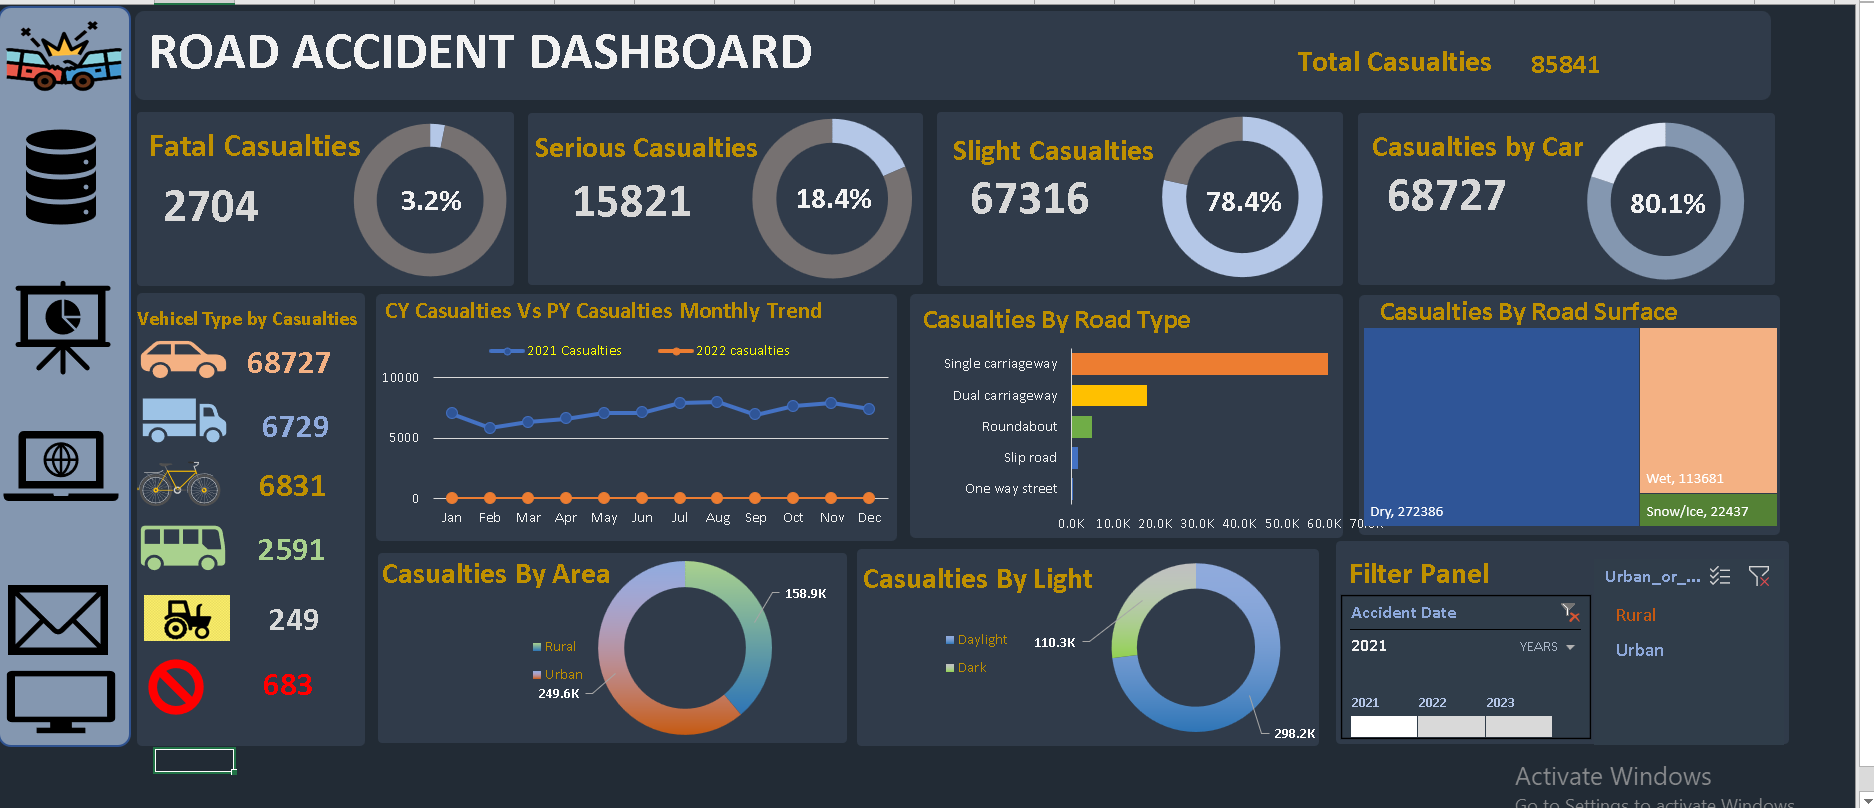 ROAD ACCIDENT DASHBOARD
Total Casualties 85841
Fatal Casualties
2704
3.2%
Serious Casualties
15821
18.4%
Slight Casualties
67316
78.4%
Casualties by Car
68727
80.1%
Vehicel Type by Casualties
68727
6729
6831
2591
249
683
CY Casualties Vs PY Casualties Monthly Trend
2021 Casualties 2022 casualties
10000
5000
0
Jan Feb Mar Apr May Jun Jul Aug Sep Oct Nov Dec
Casualties By Road Type
Single carriageway
Dual carriageway
Roundabout
Slip road
One way street
0.0K 10.0K 20.0K 30.0K 40.0K 50.0K 60.0K
Casualties By Road Surface
Dry, 272386
Wet, 113681
Snow/Ice, 22437
Casualties By Area
158.9K
Rural
Urban
249.6K
Casualties By Light
Daylight
Dark
110.3K
298.2K
Filter Panel
Accident Date
2021 YEARS
2021 2022 2023
Urban_or_...
Rural
Urban
Activate Windows
Go to Settings to activate Windows